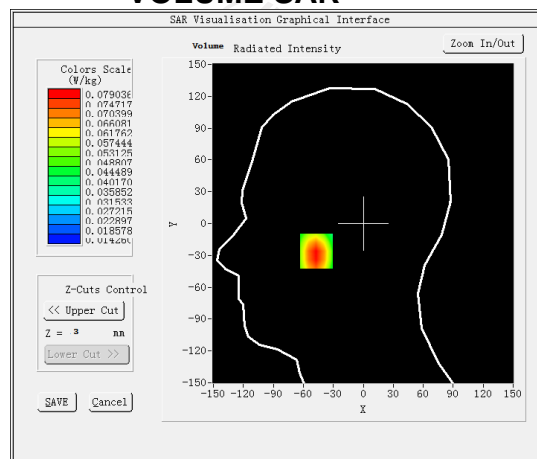 VOLUME SAR
SAR Visualisation Graphical Interface
Volume Radiated Intensity
Zoom In/Out
Colors Scale
(W/kg)
0.079036
0.074717
0.070399
0.066081
0.061762
0.057444
0.053125
0.048807
0.044489
0.040170
0.035852
0.031533
0.027215
0.022897
0.018578
0.014260
150
120
90
60
30
0
-30
-60
-90
-120
-150
Y
-150 -120 -90 -60 -30 0 30 60 90 120 150
X
Z-Cuts Control
<< Upper Cut
Z = 3 mm
Lower Cut >>
SAVE Cancel